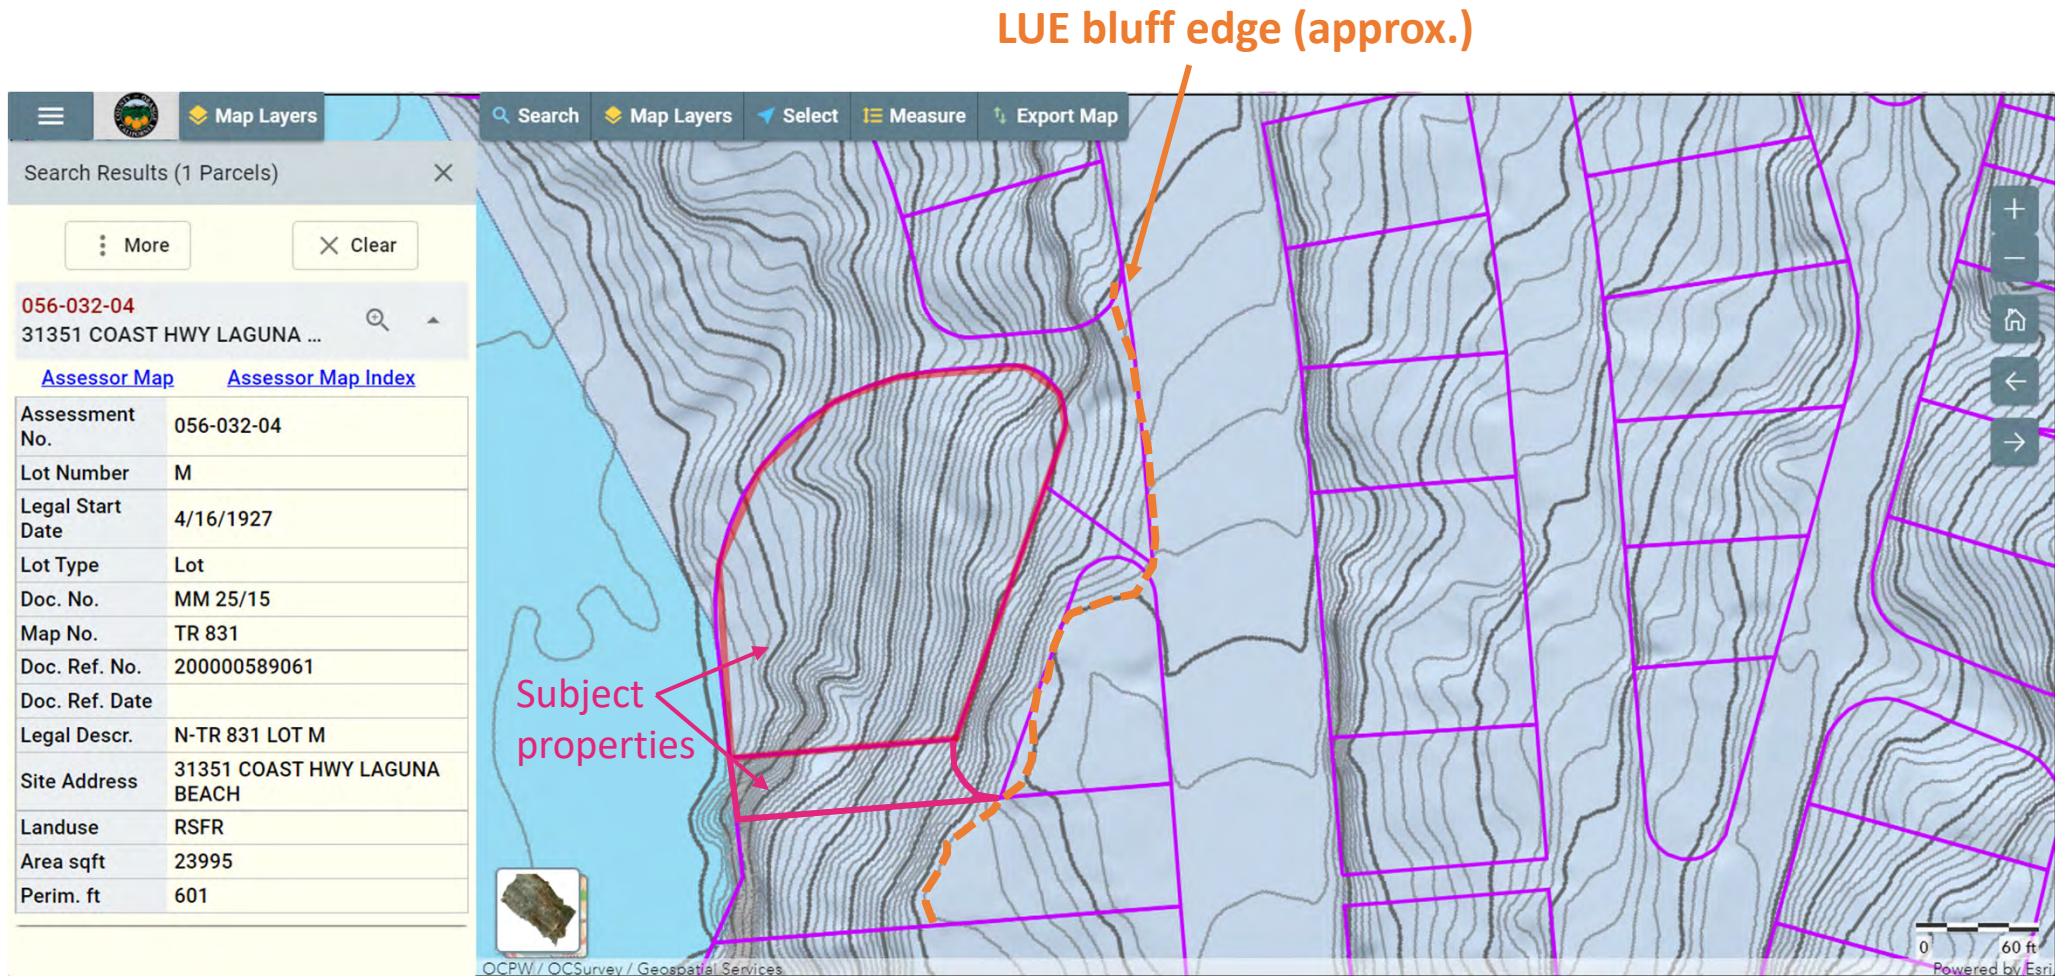 LUE bluff edge (approx.)
Map Layers
Search
Map Layers
Select
Measure
Export Map
Search Results (1 Parcels)
More
Clear
056-032-04
31351 COAST HWY LAGUNA ...
Assessor Map
Assessor Map Index
Assessment No.
056-032-04
Lot Number
M
Legal Start Date
4/16/1927
Lot Type
Lot
Doc. No.
MM 25/15
Map No.
TR 831
Doc. Ref. No.
200000589061
Doc. Ref. Date
Legal Descr.
N-TR 831 LOT M
Site Address
31351 COAST HWY LAGUNA BEACH
Landuse
RSFR
Area sqft
23995
Perim. ft
601
Subject
properties
0
60 ft
OCPW / OCSurvey / Geospatial Services
Powered by Esri